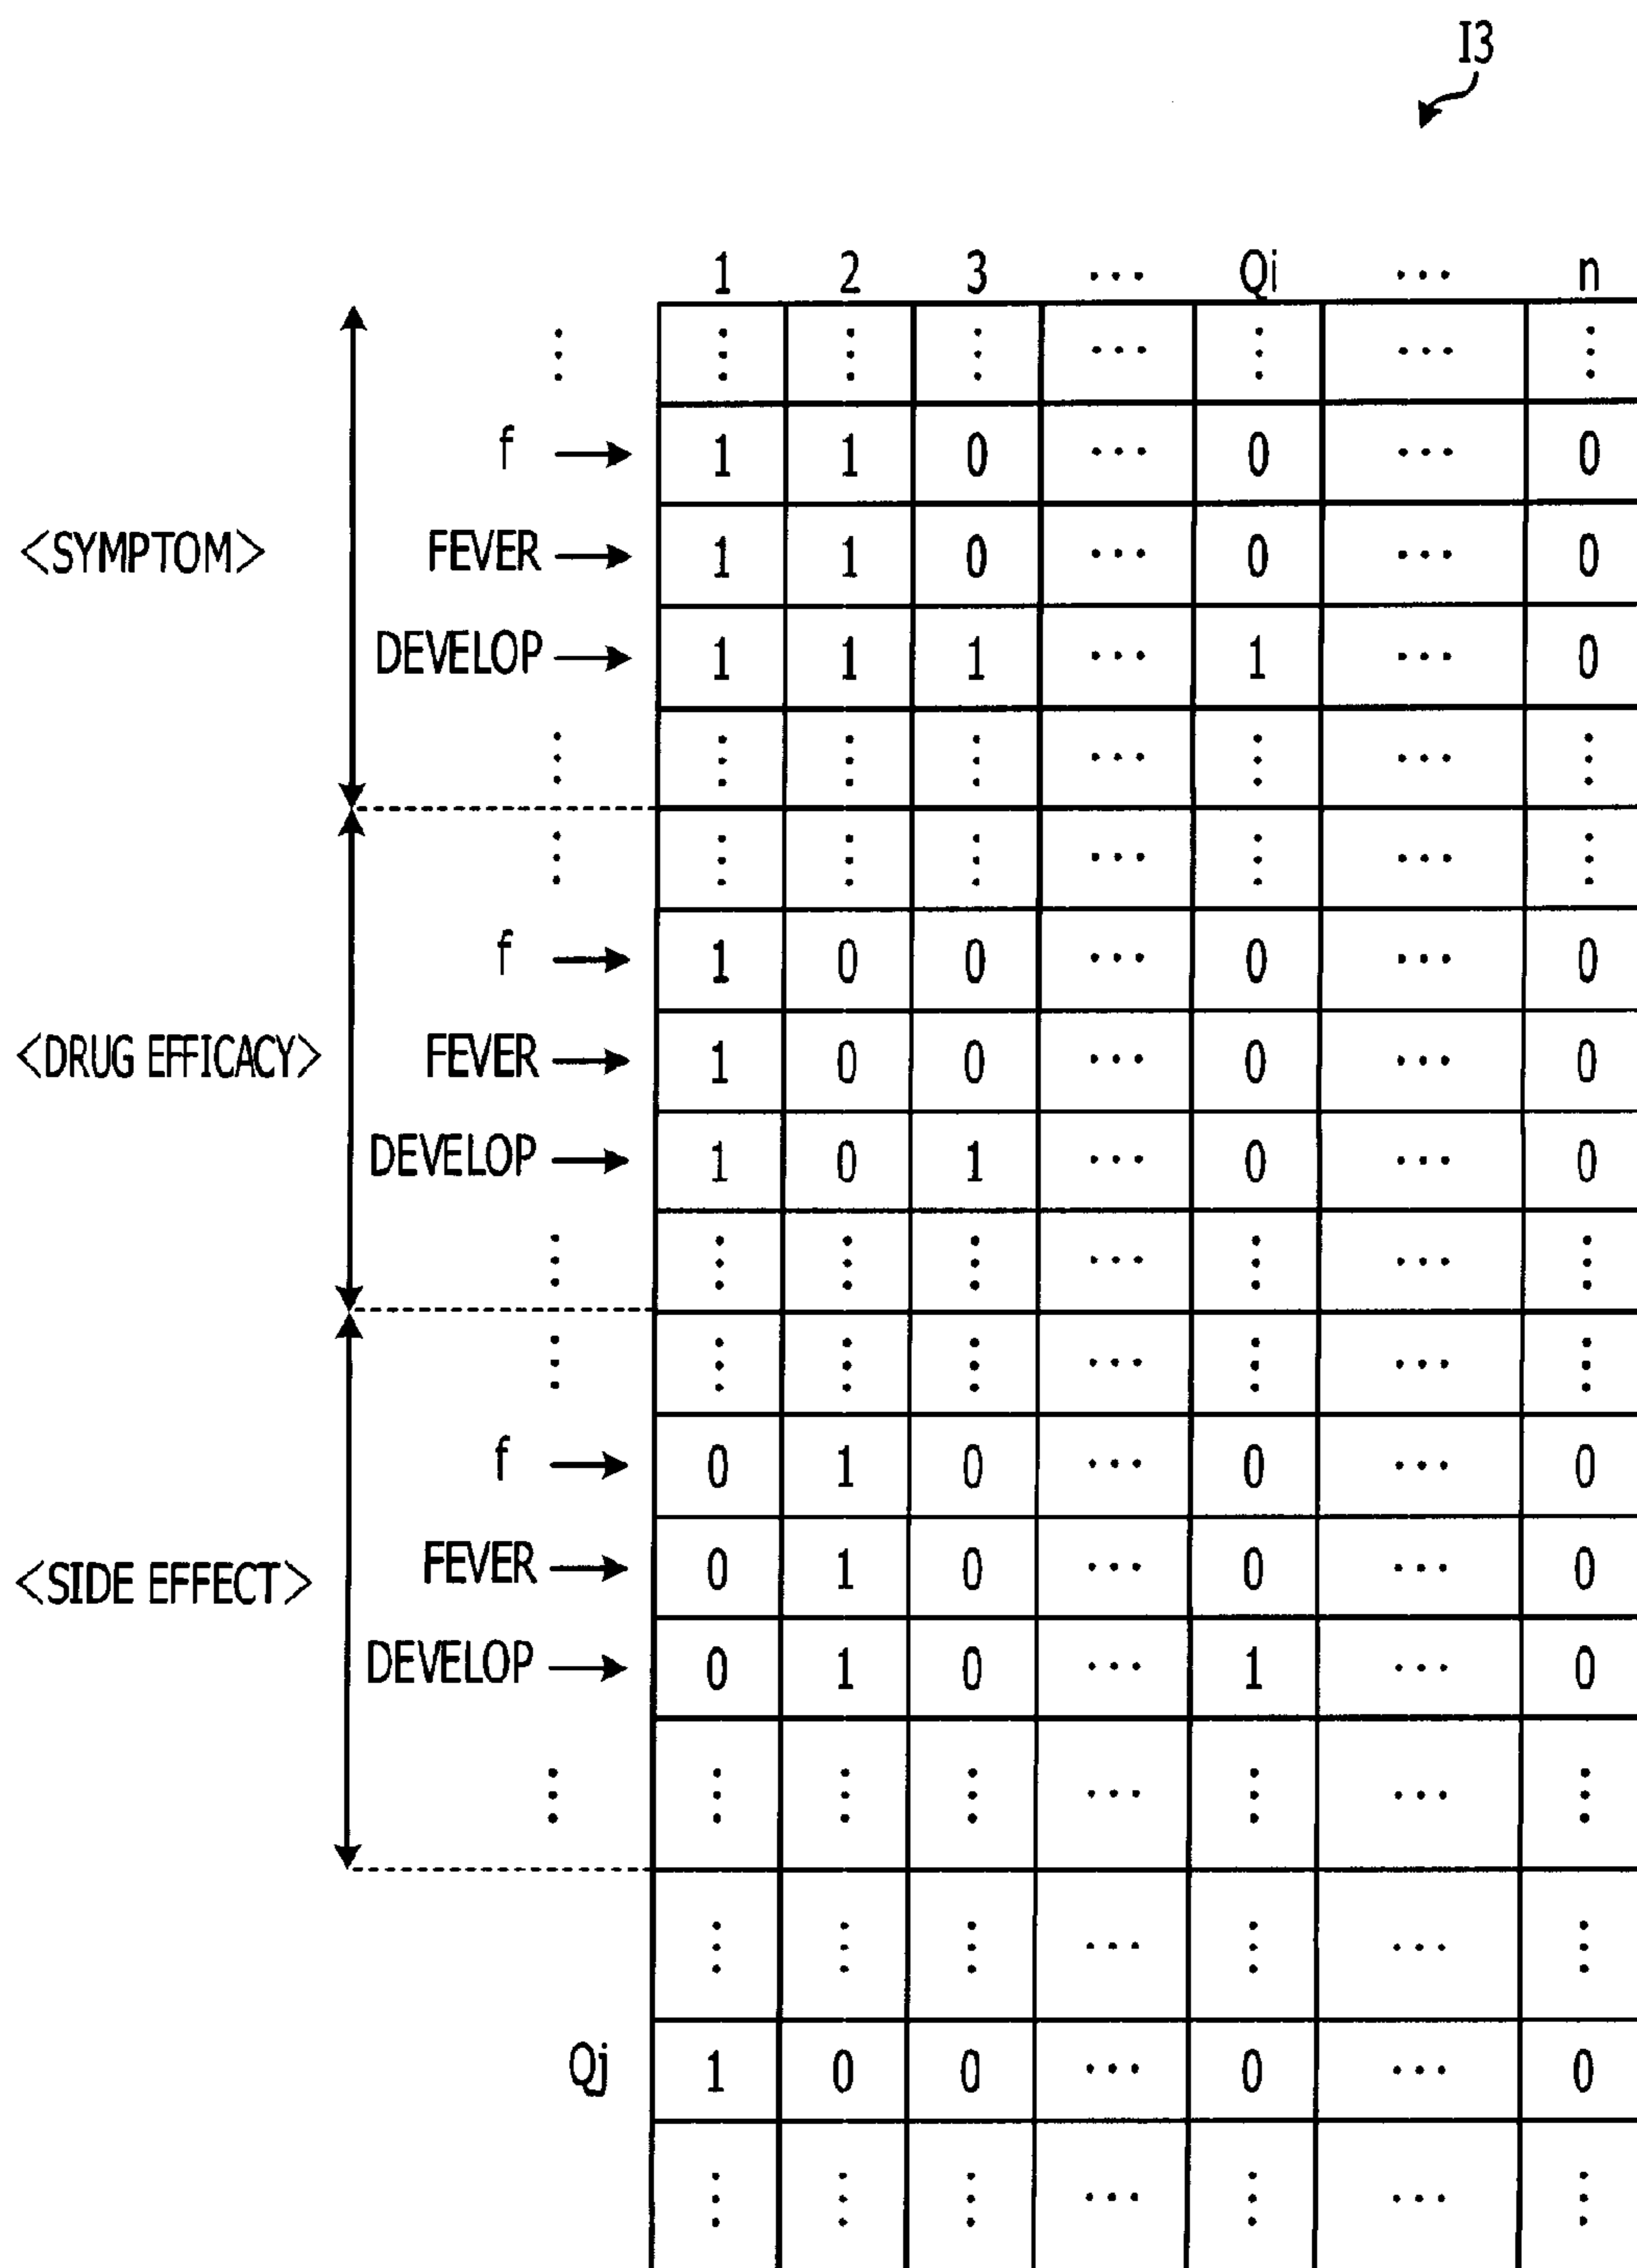 I3
1 2 3 ... Qi ... n
⋮ ⋮ ⋮ ⋮ ... ⋮ ... ⋮
f 1 1 0 ... 0 ... 0
<SYMPTOM> FEVER 1 1 0 ... 0 ... 0
DEVELOP 1 1 1 ... 1 ... 0
⋮ ⋮ ⋮ ⋮ ... ⋮ ... ⋮
⋮ ⋮ ⋮ ⋮ ... ⋮ ... ⋮
f 1 0 0 ... 0 ... 0
<DRUG EFFICACY> FEVER 1 0 0 ... 0 ... 0
DEVELOP 1 0 1 ... 0 ... 0
⋮ ⋮ ⋮ ⋮ ... ⋮ ... ⋮
⋮ ⋮ ⋮ ⋮ ... ⋮ ... ⋮
f 0 1 0 ... 0 ... 0
<SIDE EFFECT> FEVER 0 1 0 ... 0 ... 0
DEVELOP 0 1 0 ... 1 ... 0
⋮ ⋮ ⋮ ⋮ ... ⋮ ... ⋮
⋮ ⋮ ⋮ ... ⋮ ... ⋮
Qj 1 0 0 ... 0 ... 0
⋮ ⋮ ⋮ ... ⋮ ... ⋮